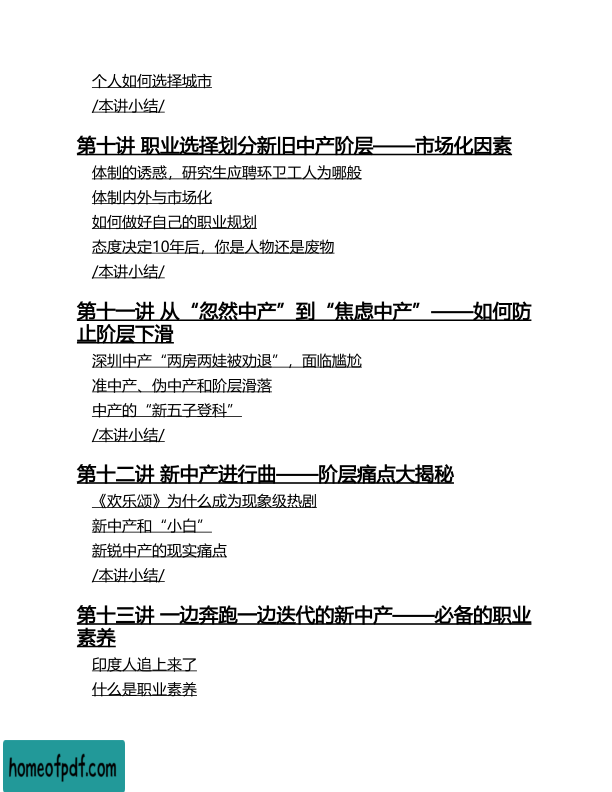 个人如何选择城市
/本讲小结/
第十讲 职业选择划分新旧中产阶层——市场化因素
体制的诱惑，研究生应聘环卫工人为哪般
体制内外与市场化
如何做好自己的职业规划
态度决定10年后，你是人物还是废物
/本讲小结/
第十一讲 从“忽然中产”到“焦虑中产”——如何防
止阶层下滑
深圳中产“两房两娃被劝退”，面临尴尬
准中产、伪中产和阶层滑落
中产的“新五子登科”
/本讲小结/
第十二讲 新中产进行曲——阶层痛点大揭秘
《欢乐颂》为什么成为现象级热剧
新中产和“小白”
新锐中产的现实痛点
/本讲小结/
第十三讲 一边奔跑一边迭代的新中产——必备的职业
素养
印度人追上来了
什么是职业素养
homeofpdf.com